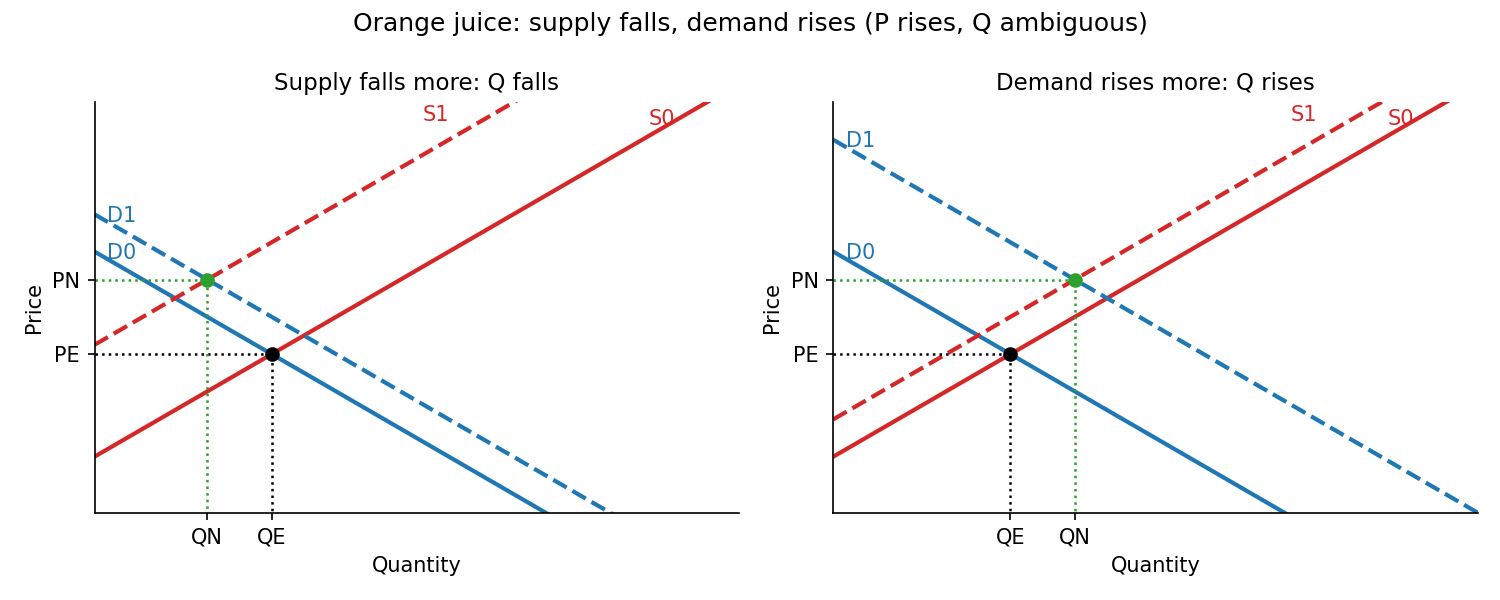 Orange juice: supply falls, demand rises (P rises, Q ambiguous)
Supply falls more: Q falls
S1
S0
D1
D0
PN
PE
Price
QN
QE
Quantity
Demand rises more: Q rises
S1
S0
D1
D0
PN
PE
Price
QE
QN
Quantity